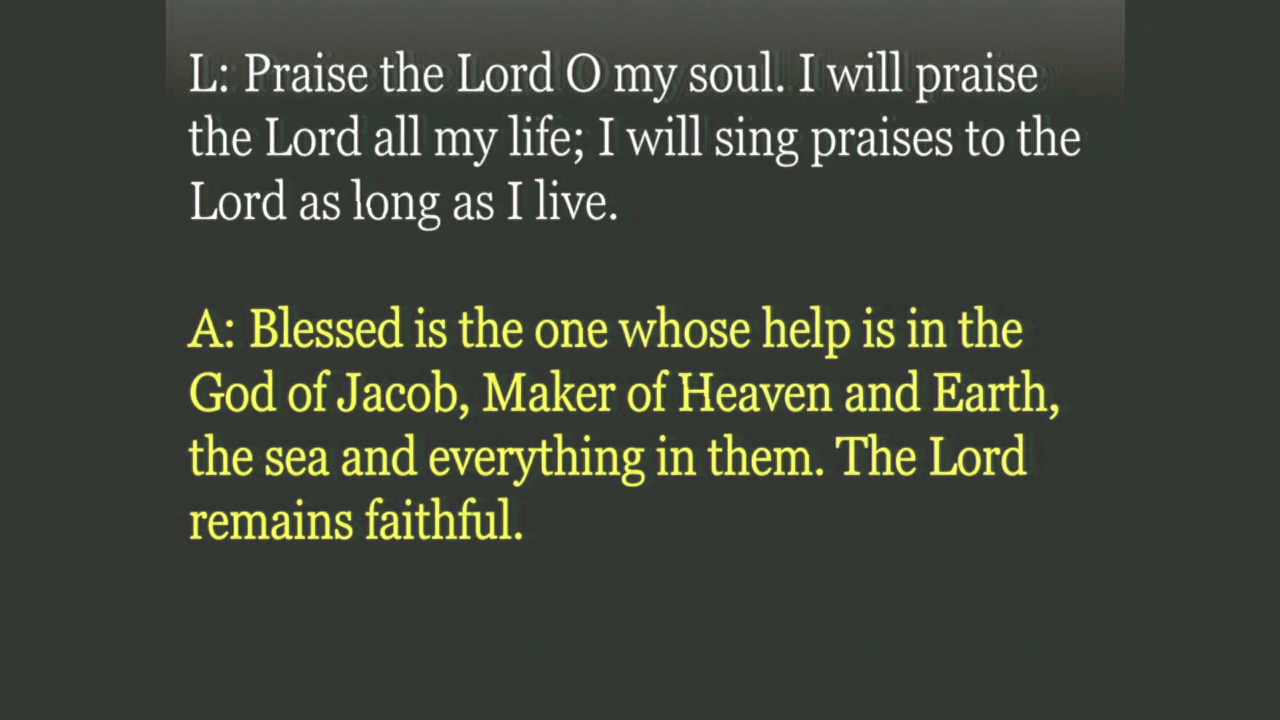 L: Praise the Lord O my soul. I will praise
the Lord all my life; I will sing praises to the
Lord as long as I live.
A: Blessed is the one whose help is in the
God of Jacob, Maker of Heaven and Earth,
the sea and everything in them. The Lord
remains faithful.